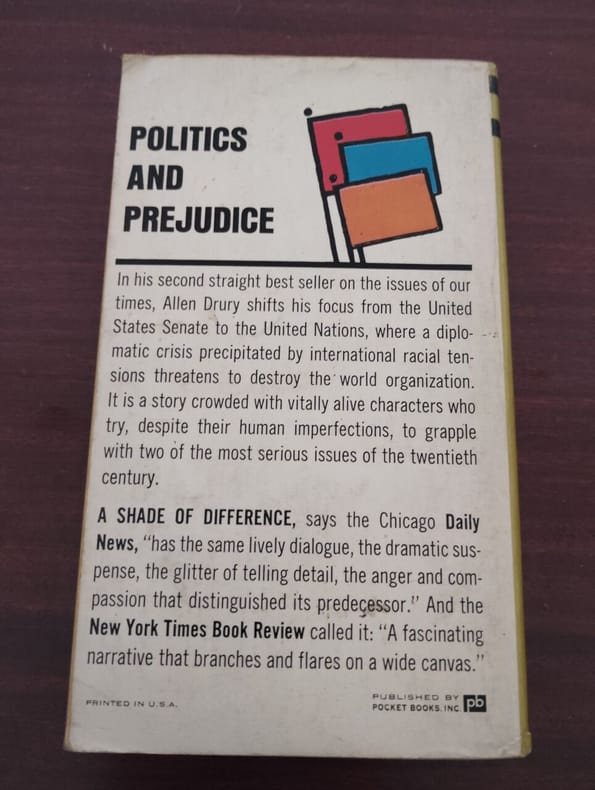 POLITICS
AND
PREJUDICE
In his second straight best seller on the issues of our
times, Allen Drury shifts his focus from the United
States Senate to the United Nations, where a diplo-
matic crisis precipitated by international racial ten-
sions threatens to destroy the world organization.
It is a story crowded with vitally alive characters who
try, despite their human imperfections, to grapple
with two of the most serious issues of the twentieth
century.
A SHADE OF DIFFERENCE, says the Chicago Daily
News, “has the same lively dialogue, the dramatic sus-
pense, the glitter of telling detail, the anger and com-
passion that distinguished its predecessor.” And the
New York Times Book Review called it: “A fascinating
narrative that branches and flares on a wide canvas.”
PRINTED IN U.S.A.
PUBLISHED BY
POCKET BOOKS, INC. pb